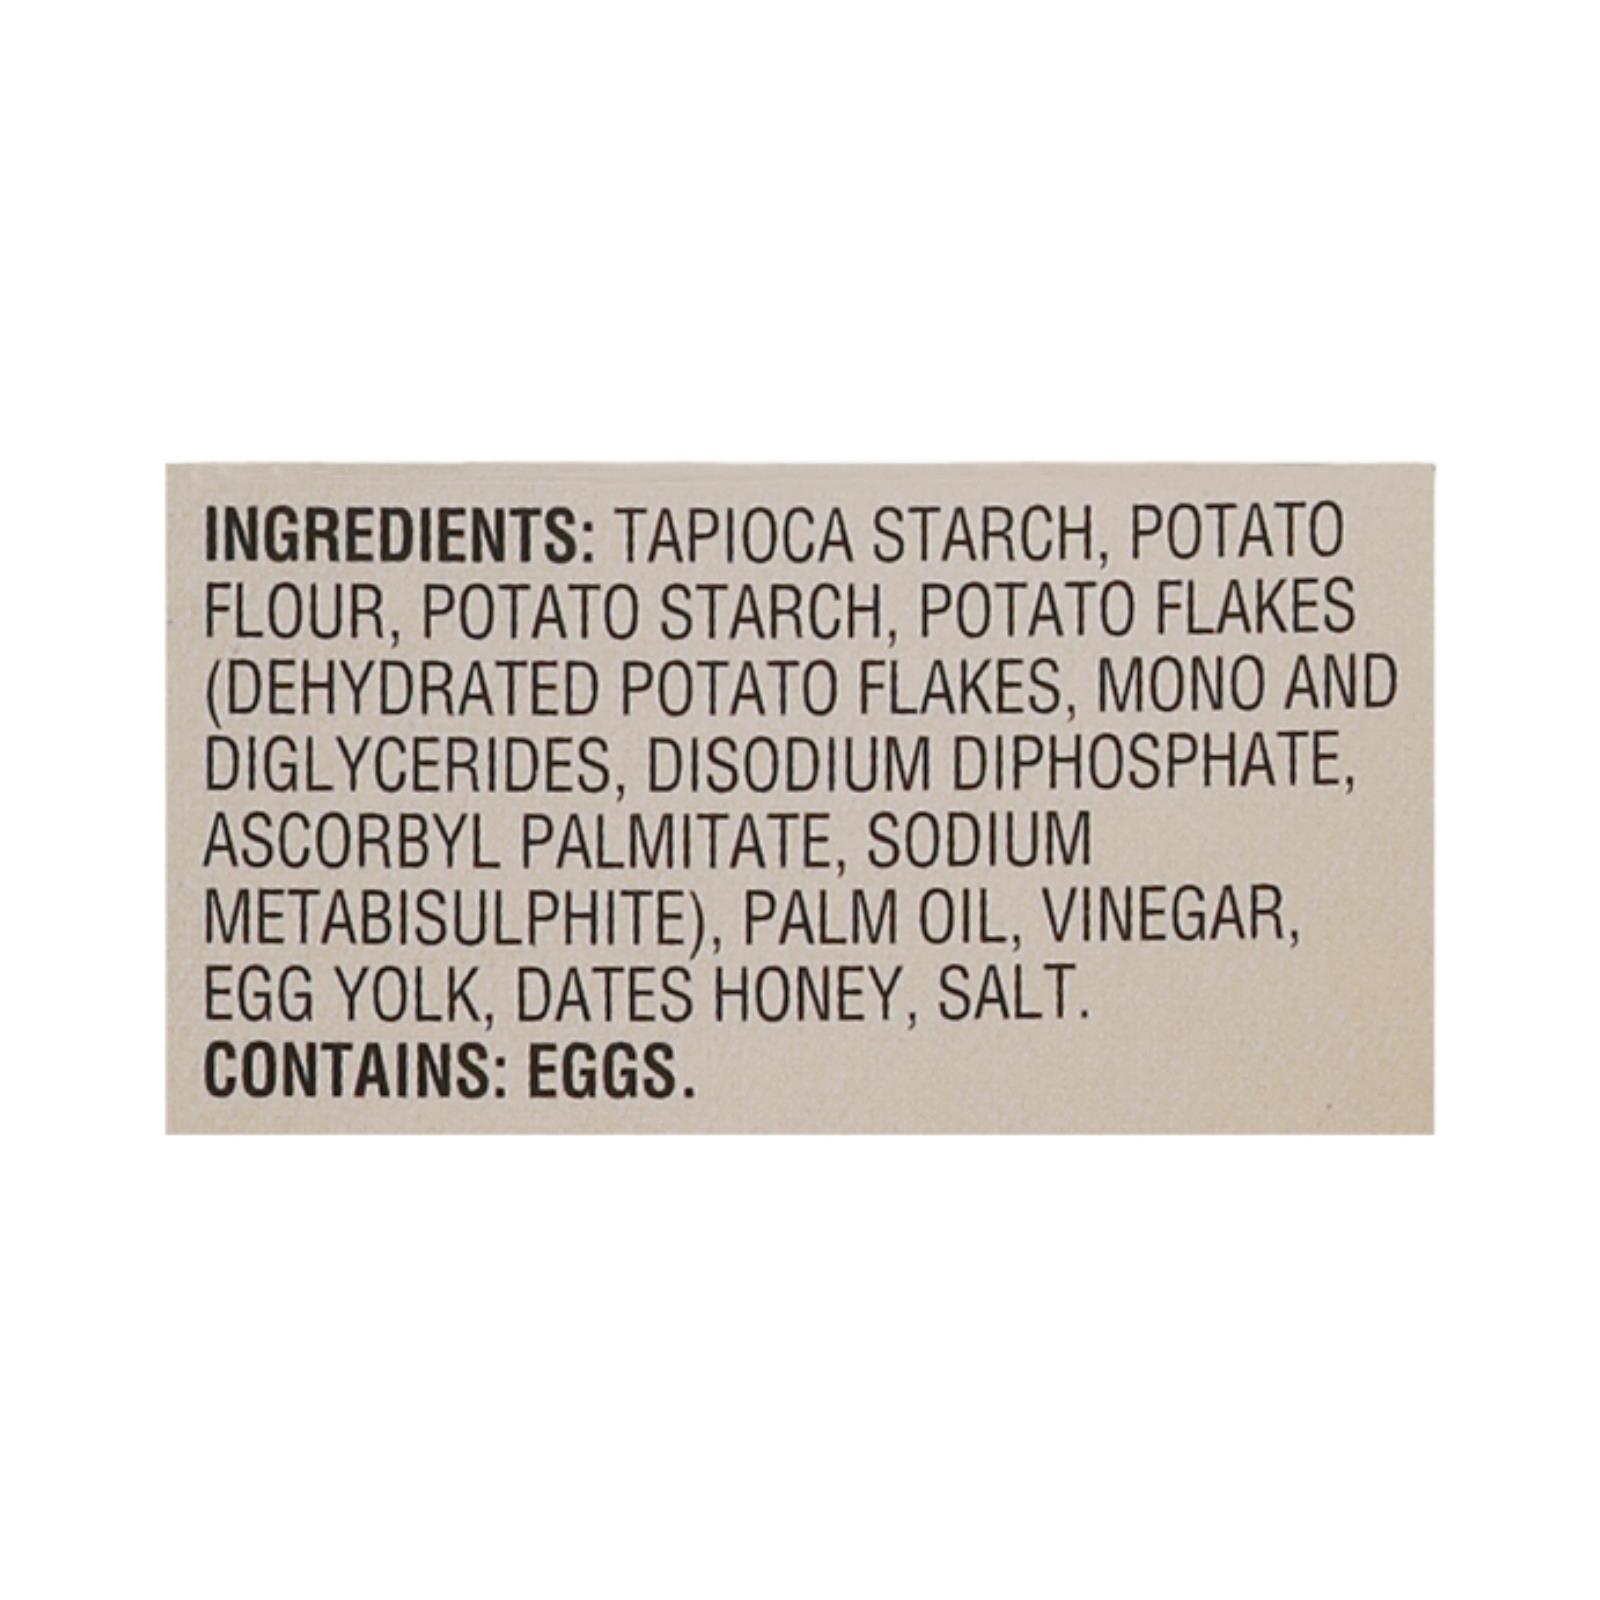 INGREDIENTS: TAPIOCA STARCH, POTATO
FLOUR, POTATO STARCH, POTATO FLAKES
(DEHYDRATED POTATO FLAKES, MONO AND
DIGLYCERIDES, DISODIUM DIPHOSPHATE,
ASCORBYL PALMITATE, SODIUM
METABISULPHITE), PALM OIL, VINEGAR,
EGG YOLK, DATES HONEY, SALT.
CONTAINS: EGGS.